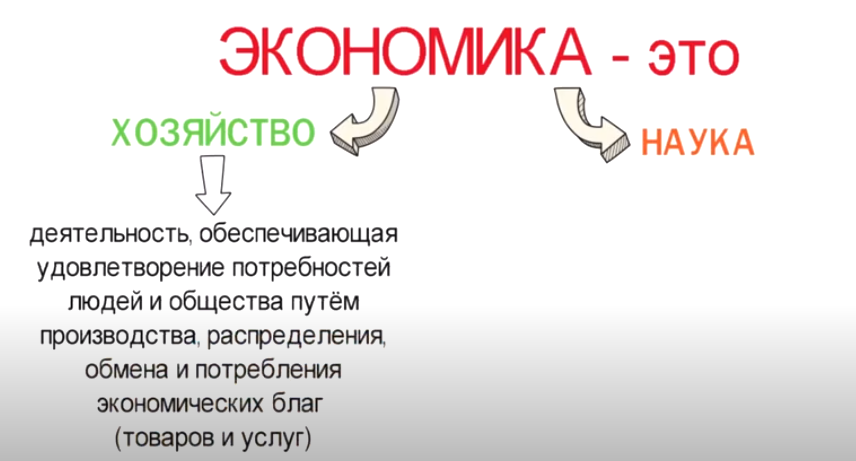 ЭКОНОМИКА - это
ХОЗЯЙСТВО
НАУКА
деятельность, обеспечивающая
удовлетворение потребностей
людей и общества путём
производства, распределения,
обмена и потребления
экономических благ
(товаров и услуг)